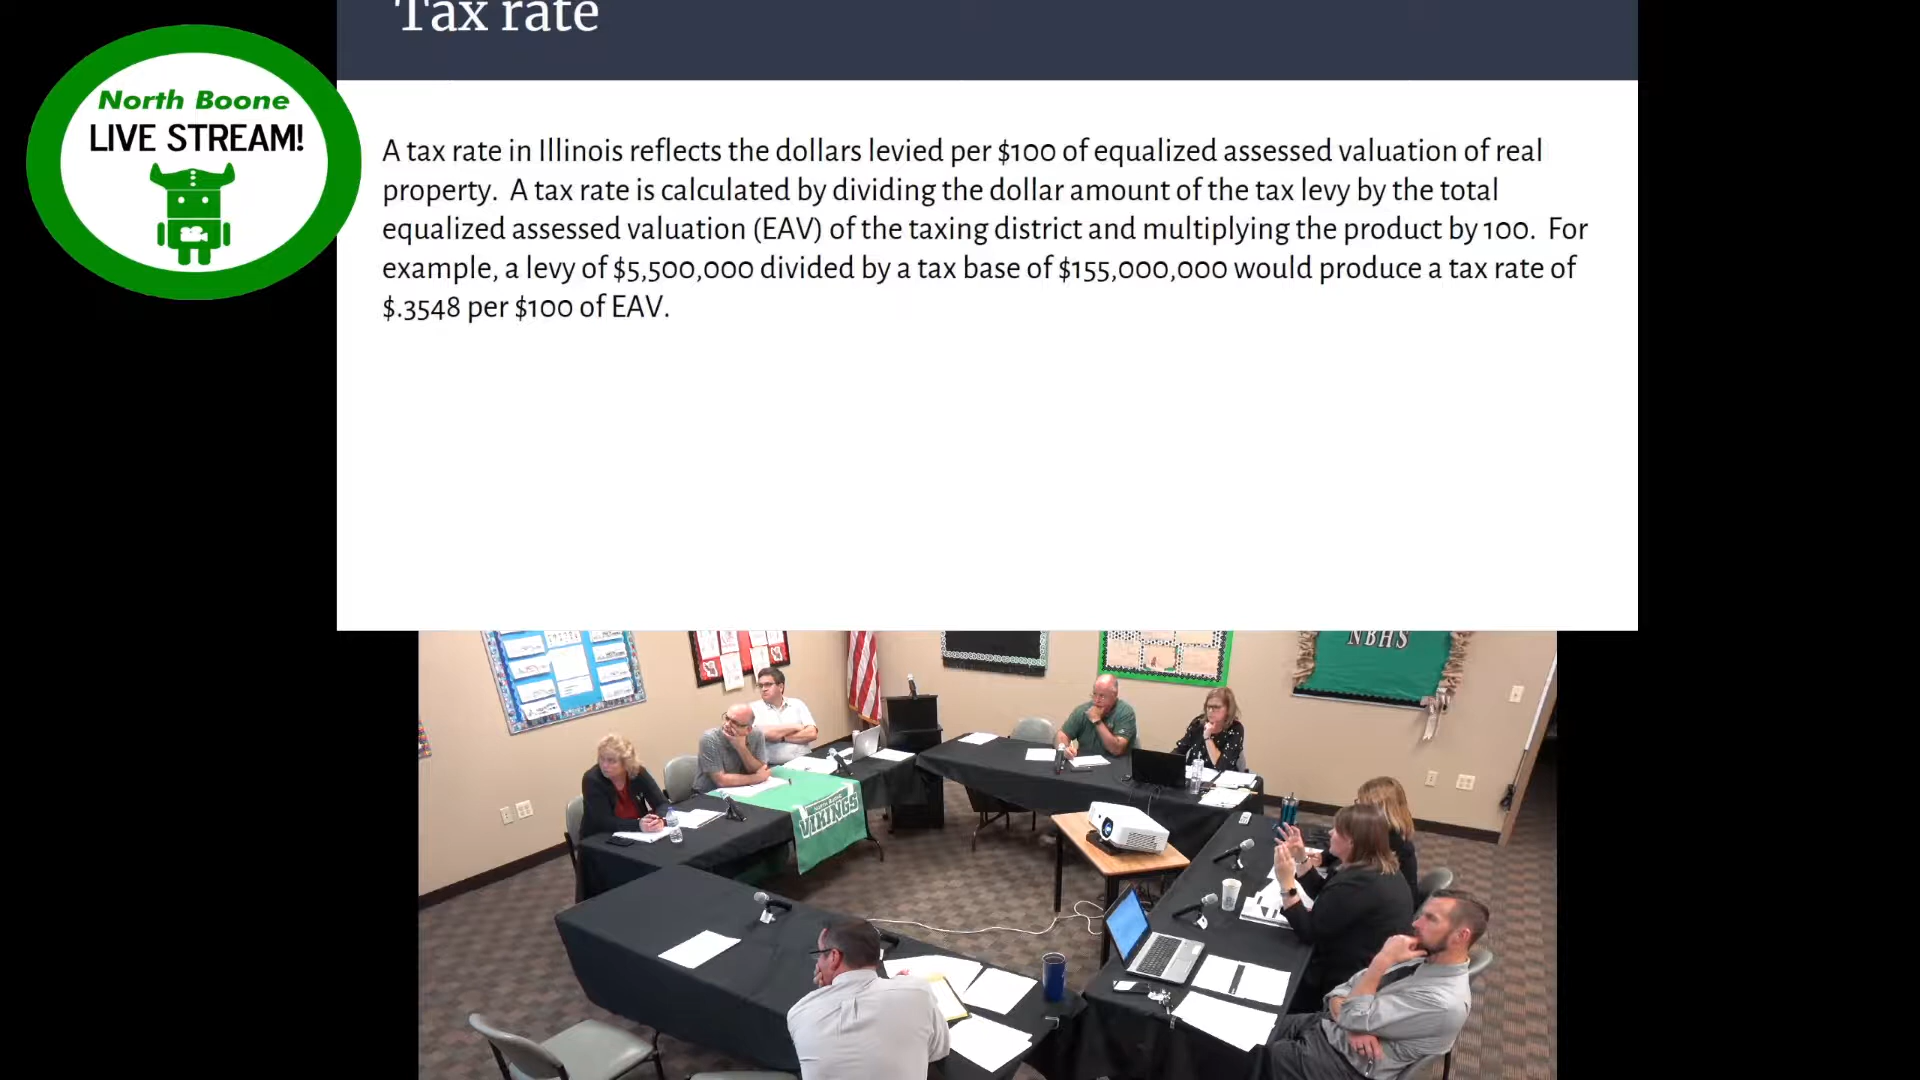 Tax rate
North Boone
LIVE STREAM!
A tax rate in Illinois reflects the dollars levied per $100 of equalized assessed valuation of real
property.  A tax rate is calculated by dividing the dollar amount of the tax levy by the total
equalized assessed valuation (EAV) of the taxing district and multiplying the product by 100.  For
example, a levy of $5,500,000 divided by a tax base of $155,000,000 would produce a tax rate of
$.3548 per $100 of EAV.
NBHS
NORTH BOONE
VIKINGS